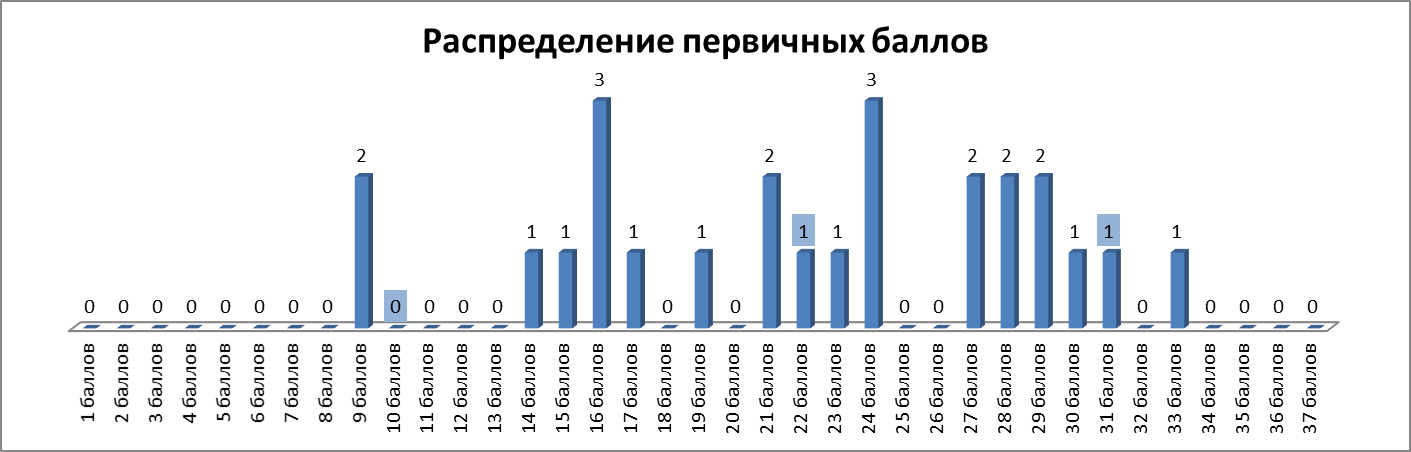 Распределение первичных баллов
3 3
2 2 2 2 2
1 1 1 1 1 1 1 1 1
0 0 0 0 0 0 0 0 0 0 0 0 0 0 0 0 0 0 0 0 0
1 баллов
2 баллов
3 баллов
4 баллов
5 баллов
6 баллов
7 баллов
8 баллов
9 баллов
10 баллов
11 баллов
12 баллов
13 баллов
14 баллов
15 баллов
16 баллов
17 баллов
18 баллов
19 баллов
20 баллов
21 баллов
22 баллов
23 баллов
24 баллов
25 баллов
26 баллов
27 баллов
28 баллов
29 баллов
30 баллов
31 баллов
32 баллов
33 баллов
34 баллов
35 баллов
36 баллов
37 баллов